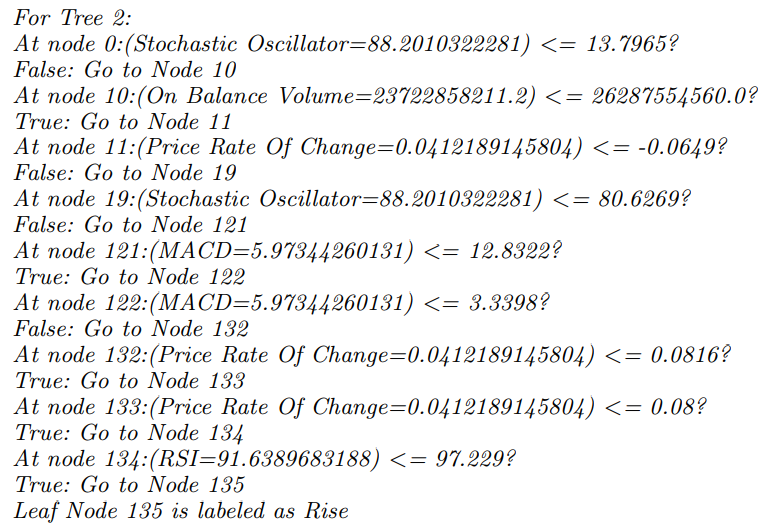 For Tree 2:
At node 0:(Stochastic Oscillator=88.2010322281) <= 13.7965?
False: Go to Node 10
At node 10:(On Balance Volume=23722858211.2) <= 26287554560.0?
True: Go to Node 11
At node 11:(Price Rate Of Change=0.0412189145804) <= -0.0649?
False: Go to Node 19
At node 19:(Stochastic Oscillator=88.2010322281) <= 80.6269?
False: Go to Node 121
At node 121:(MACD=5.97344260131) <= 12.8322?
True: Go to Node 122
At node 122:(MACD=5.97344260131) <= 3.3398?
False: Go to Node 132
At node 132:(Price Rate Of Change=0.0412189145804) <= 0.0816?
True: Go to Node 133
At node 133:(Price Rate Of Change=0.0412189145804) <= 0.08?
True: Go to Node 134
At node 134:(RSI=91.6389683188) <= 97.229?
True: Go to Node 135
Leaf Node 135 is labeled as Rise